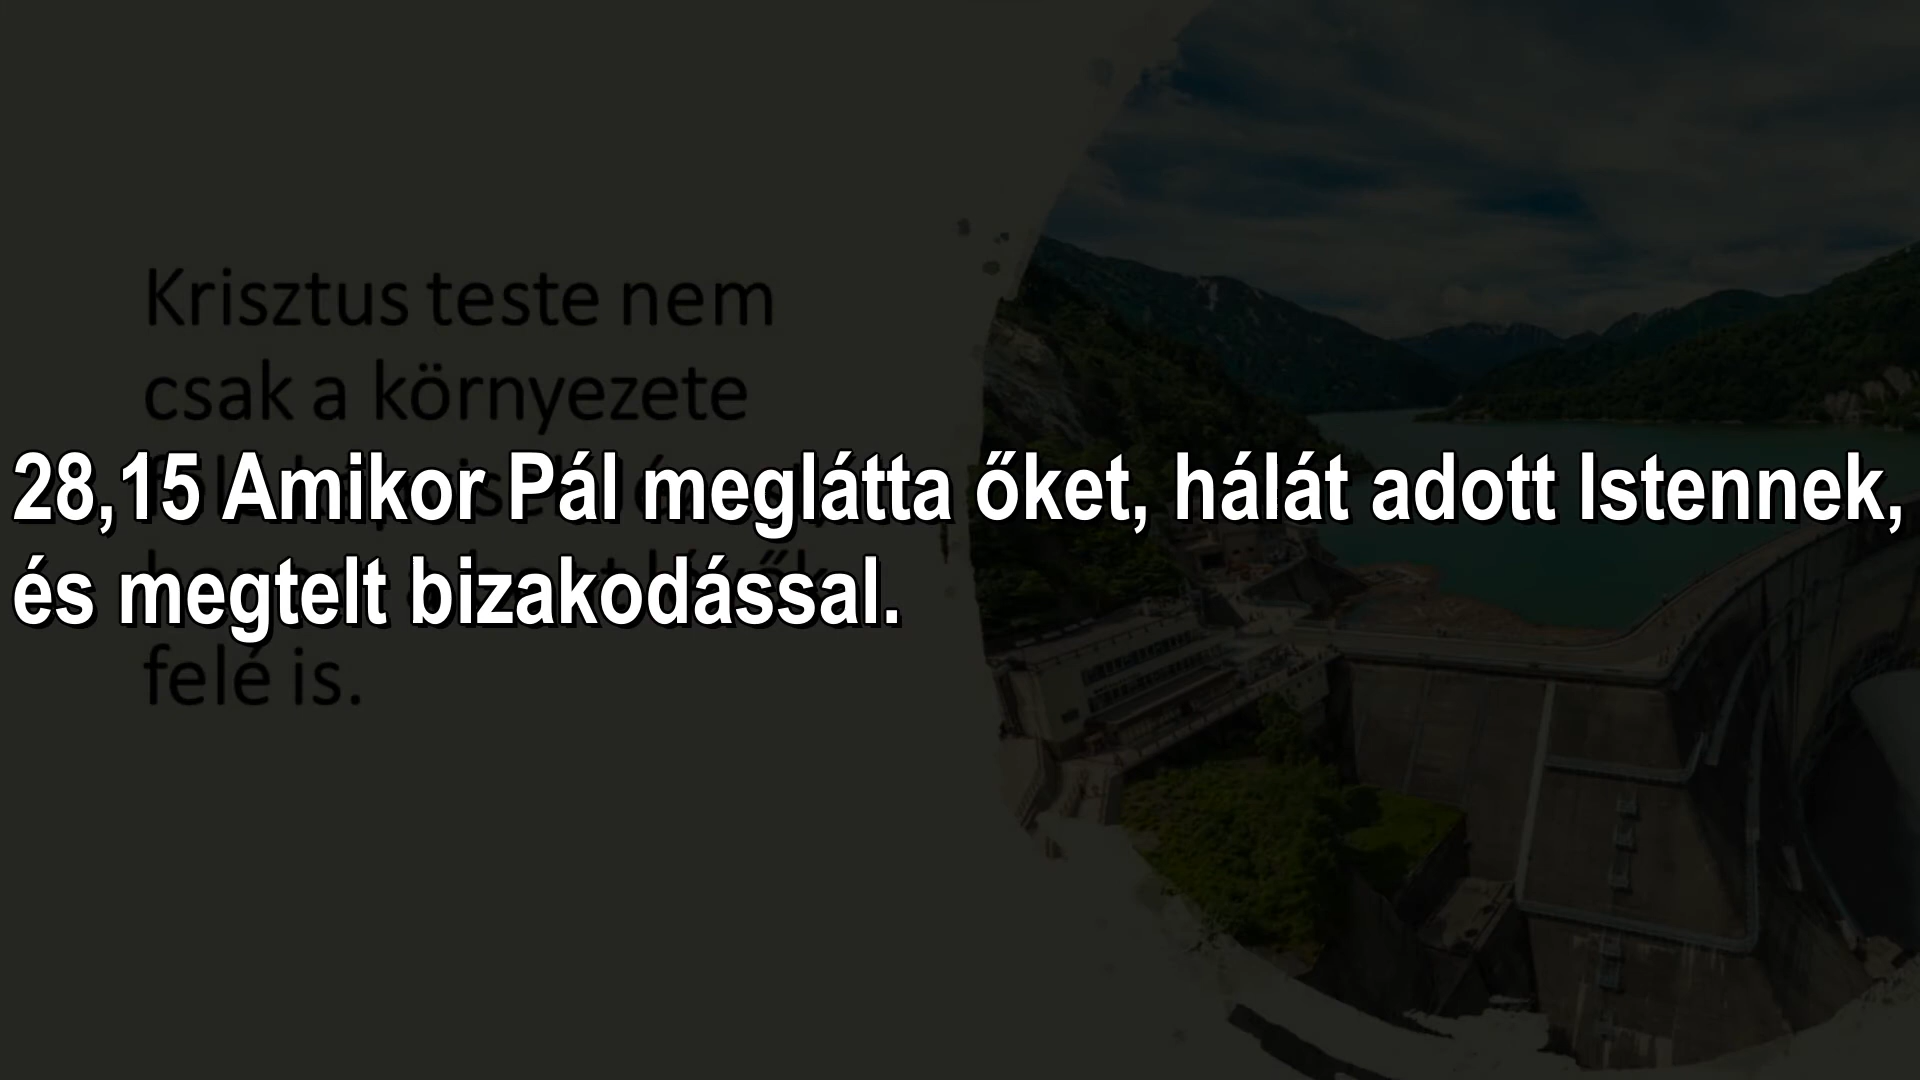 Krisztus teste nem
csak a környezete
28,15 Amikor Pál meglátta őket, hálát adott Istennek,
és megtelt bizakodással.
felé is.